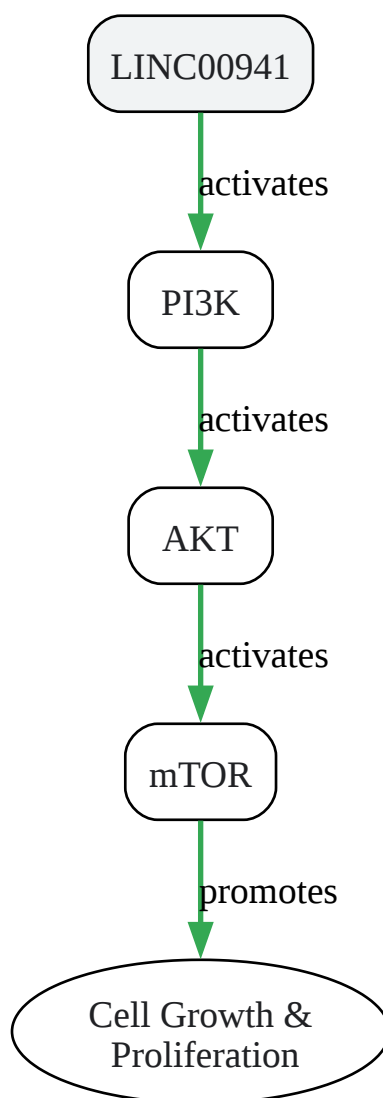 LINC00941
activates
PI3K
activates
AKT
activates
mTOR
promotes
Cell Growth &
Proliferation